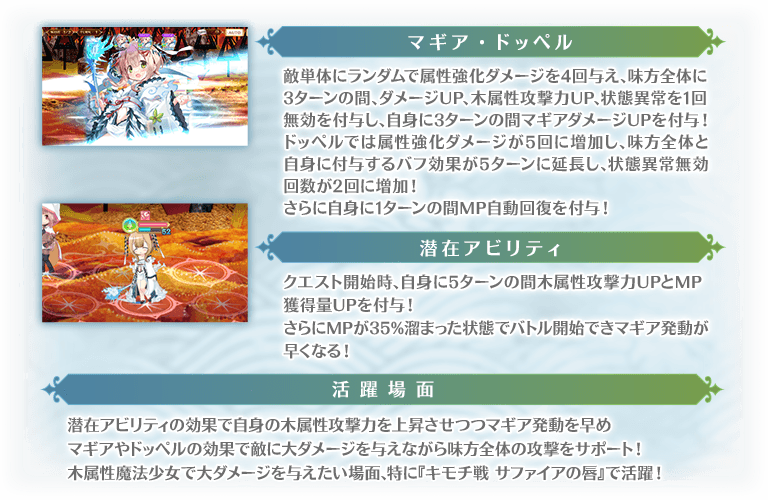 AUTO
マギア・ドッペル
敵単体にランダムで属性強化ダメージを4回与え、味方全体に
3ターンの間、ダメージUP、木属性攻撃力UP、状態異常を1回
無効を付与し、自身に3ターンの間マギアダメージUPを付与！
ドッペルでは属性強化ダメージが5回に増加し、味方全体と
自身に付与するバフ効果が5ターンに延長し、状態異常無効
回数が2回に増加！
さらに自身に1ターンの間MP自動回復を付与！
潜在アビリティ
クエスト開始時、自身に5ターンの間木属性攻撃力UPとMP
獲得量UPを付与！
さらにMPが35%溜まった状態でバトル開始できマギア発動が
早くなる！
活躍場面
潜在アビリティの効果で自身の木属性攻撃力を上昇させつつマギア発動を早め
マギアやドッペルの効果で敵に大ダメージを与えながら味方全体の攻撃をサポート！
木属性魔法少女で大ダメージを与えたい場面、特に『キモチ戦 サファイアの唇』で活躍！